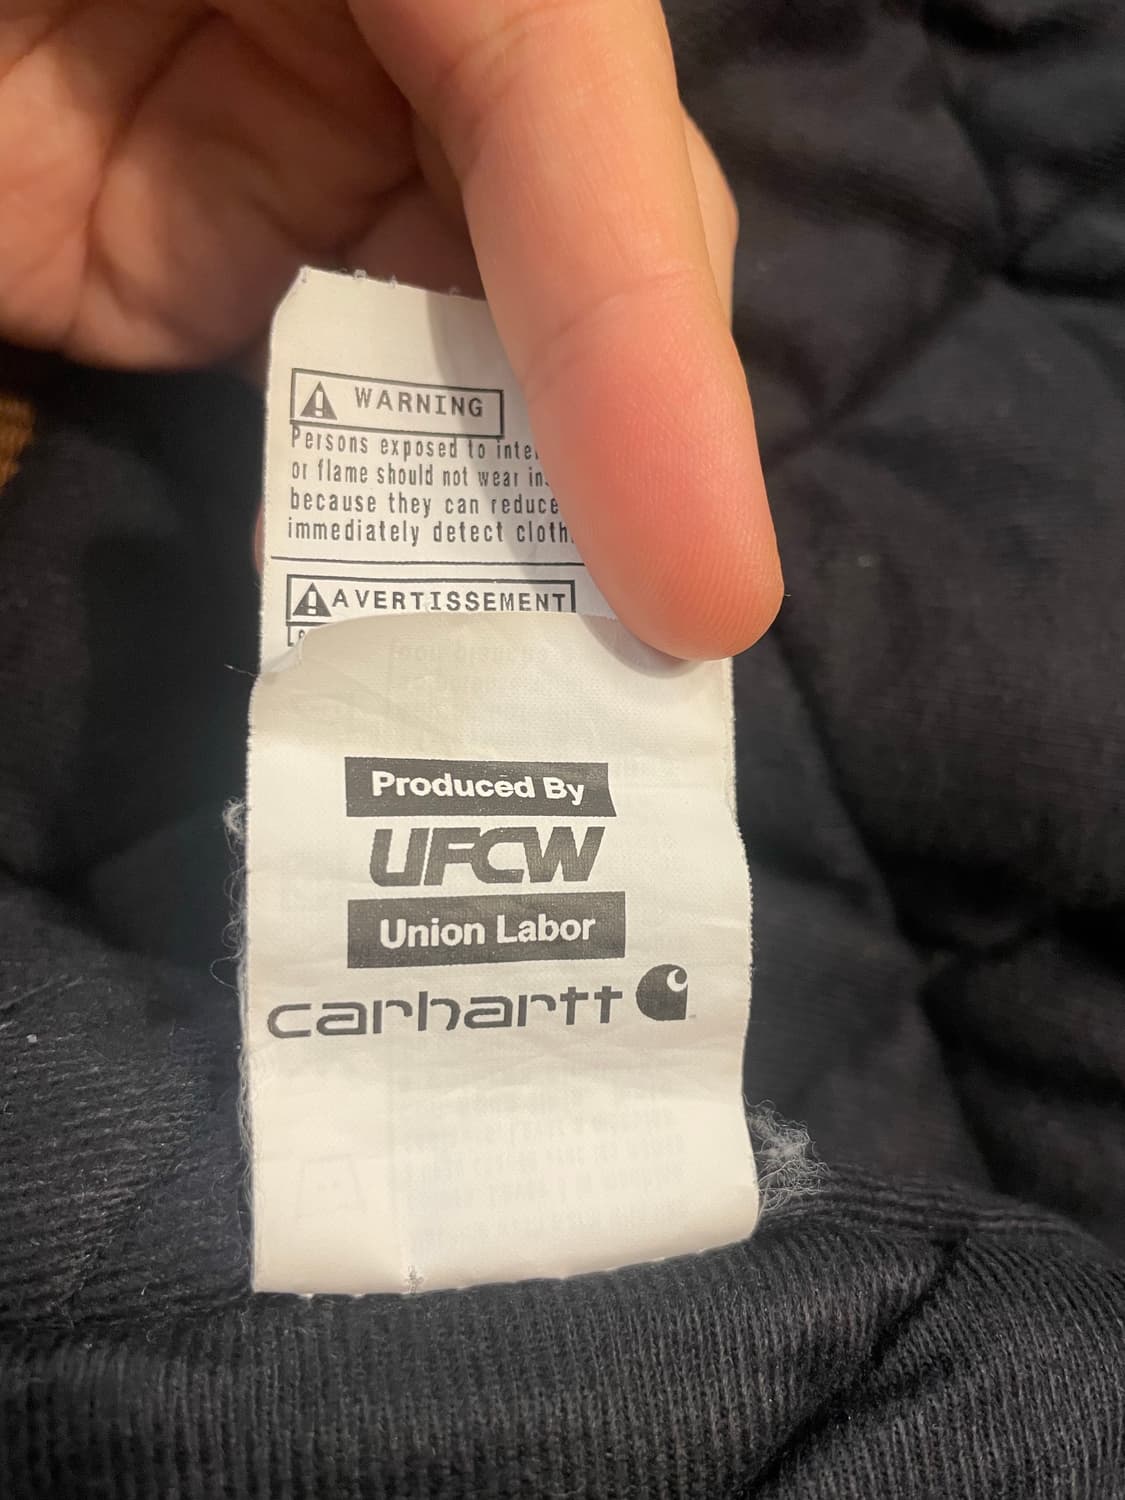 WARNING
Persons exposed to
or flame should not wear
because they can reduce
immediately detect
AVERTISSEMENT
Produced By
UFCW
Union Labor
carhartt